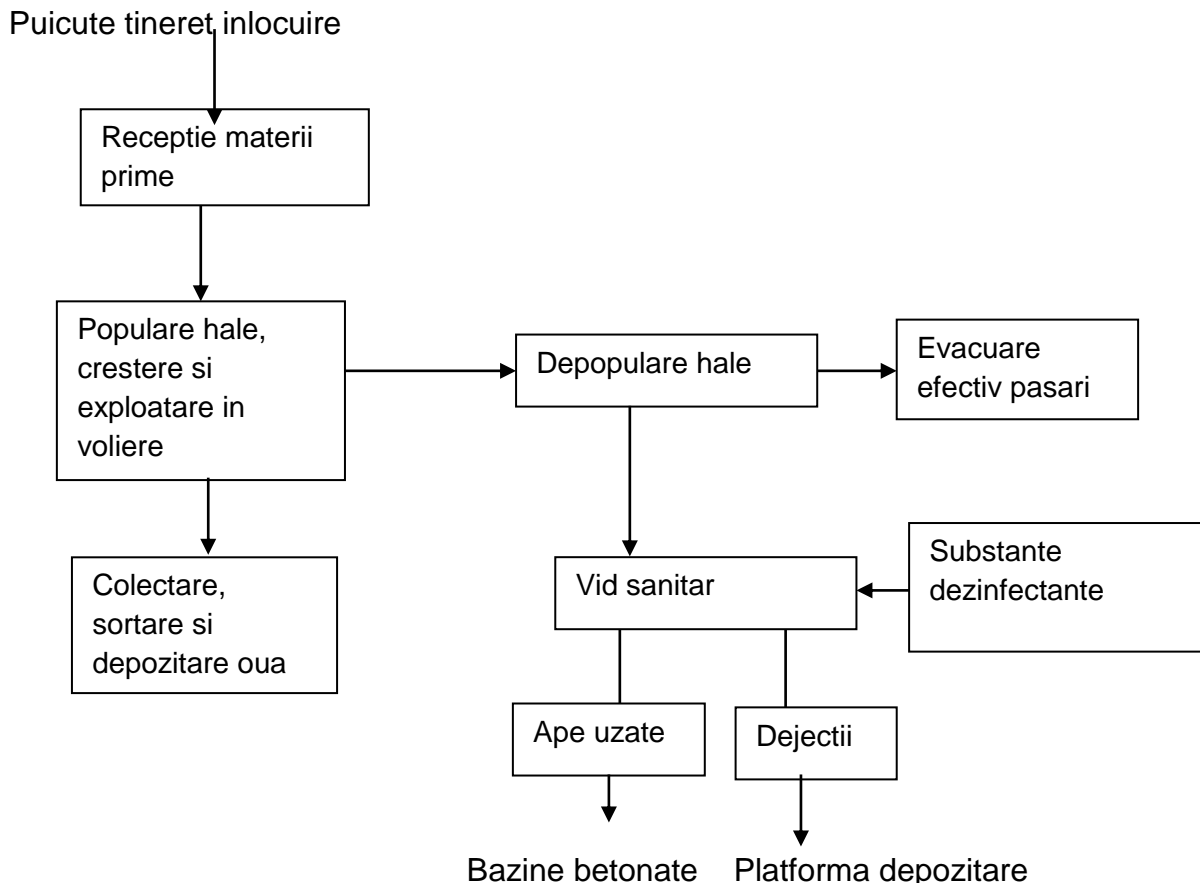 Puicute tineret inlocuire
Receptie materii
prime
Populare hale,
crestere si
exploatare in
voliere
Depopulare hale
Evacuare
efectiv pasari
Colectare,
sortare si
depozitare oua
Vid sanitar
Substante
dezinfectante
Ape uzate
Dejectii
Bazine betonate
Platforma depozitare